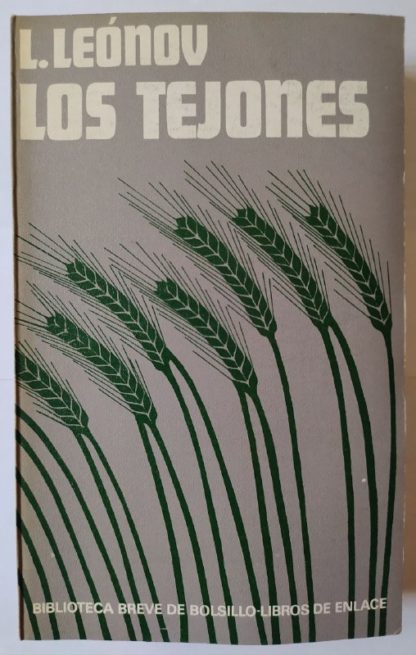 L. LEÓNOV
LOS TEJONES
BIBLIOTECA BREVE DE BOLSILLO-LIBROS DE ENLACE